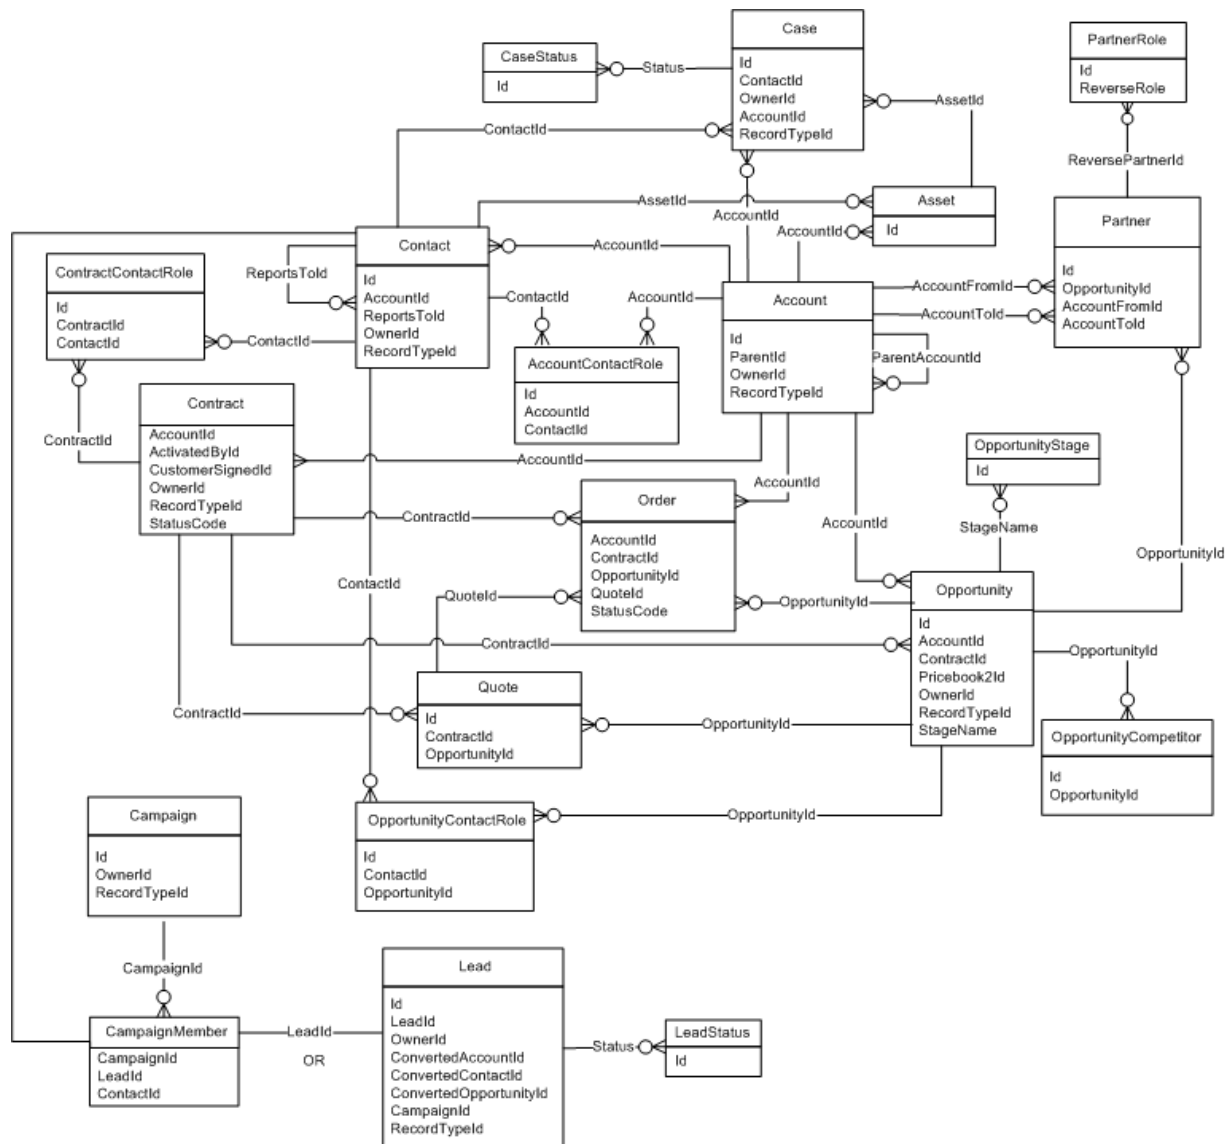 Case
Id
ContactId
OwnerId
AccountId
RecordTypeId
CaseStatus
Id
Status
PartnerRole
Id
ReverseRole
AssetId
ContactId
ReversePartnerId
AssetId
Asset
Id
AccountId
AccountId
Partner
Id
OpportunityId
AccountFromId
AccountToId
Contact
Id
AccountId
ReportsToId
OwnerId
RecordTypeId
AccountId
ReportsToId
ContractContactRole
Id
ContractId
ContactId
ContactId
ContactId
AccountId
Account
Id
ParentId
OwnerId
RecordTypeId
AccountFromId
AccountToId
ParentAccountId
AccountContactRole
Id
AccountId
ContactId
Contract
AccountId
ActivatedById
CustomerSignedId
OwnerId
RecordTypeId
StatusCode
ContractId
AccountId
AccountId
OpportunityStage
Id
Order
AccountId
ContractId
OpportunityId
QuoteId
StatusCode
ContractId
AccountId
StageName
OpportunityId
ContactId
QuoteId
OpportunityId
Opportunity
Id
AccountId
ContractId
Pricebook2Id
OwnerId
RecordTypeId
StageName
ContractId
OpportunityId
Quote
Id
ContractId
OpportunityId
ContractId
OpportunityId
OpportunityCompetitor
Id
OpportunityId
Campaign
Id
OwnerId
RecordTypeId
OpportunityContactRole
Id
ContactId
OpportunityId
OpportunityId
CampaignId
Lead
Id
LeadId
OwnerId
ConvertedAccountId
ConvertedContactId
ConvertedOpportunityId
CampaignId
RecordTypeId
CampaignMember
CampaignId
LeadId
ContactId
LeadId
OR
Status
LeadStatus
Id